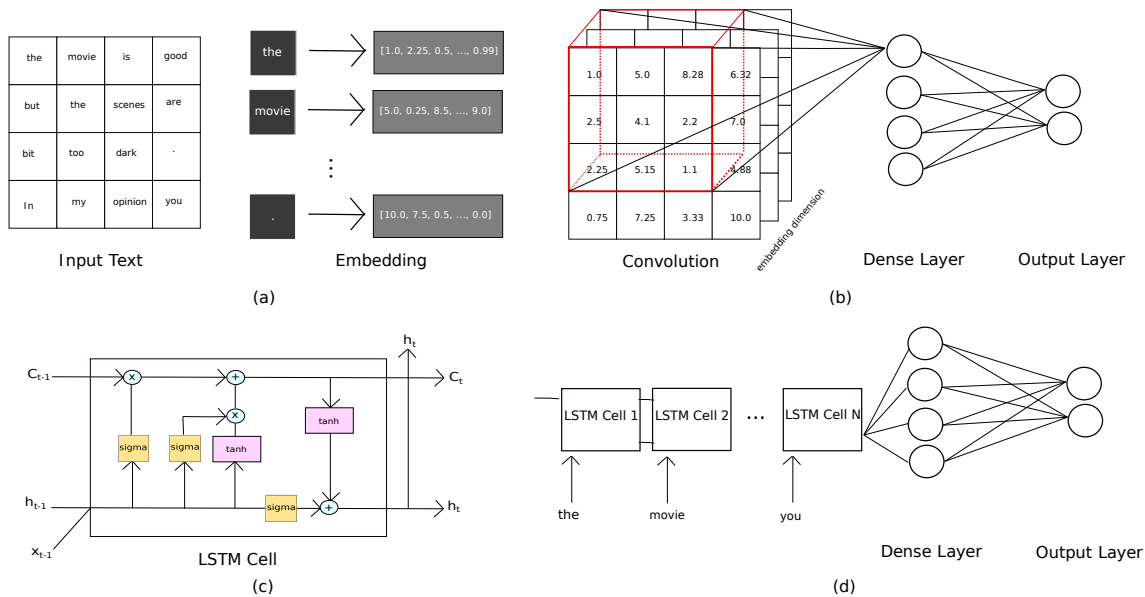 the movie is good
but the scenes are
bit too dark .
In my opinion you
Input Text
the [1.0, 2.25, 0.5, ..., 0.99]
movie [5.0, 0.25, 8.5, ..., 9.0]
. [10.0, 7.5, 0.5, ..., 0.0]
Embedding
(a)
1.0 5.0 8.28 6.32
2.5 4.1 2.2 7.0
2.25 5.15 1.1 4.88
0.75 7.25 3.33 10.0
embedding dimension
Convolution
Dense Layer
Output Layer
(b)
h_t
C_{t-1} x + C_t
x
tanh
sigma sigma tanh
h_{t-1} sigma + h_t
x_{t-1}
LSTM Cell
(c)
LSTM Cell 1 LSTM Cell 2 ... LSTM Cell N
the movie you
Dense Layer Output Layer
(d)